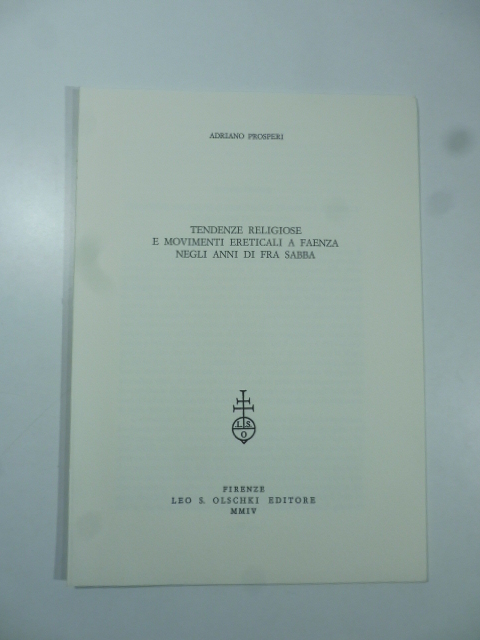 ADRIANO PROSPERI
TENDENZE RELIGIOSE
E MOVIMENTI ERETICALI A FAENZA
NEGLI ANNI DI FRA SABBA
L S
O
FIRENZE
LEO S. OLSCHKI EDITORE
MMIV